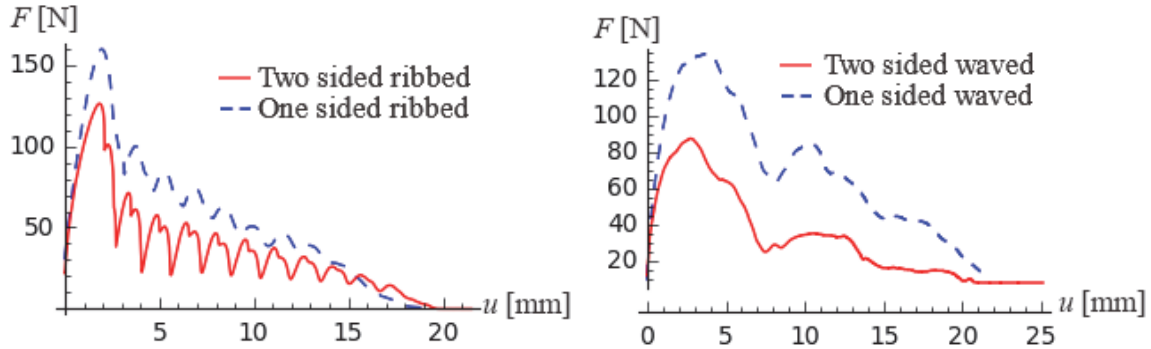 F [N]
150
100
50
5
10
15
20
u [mm]
Two sided ribbed
One sided ribbed
F [N]
120
100
80
60
40
20
0
5
10
15
20
25
u [mm]
Two sided waved
One sided waved